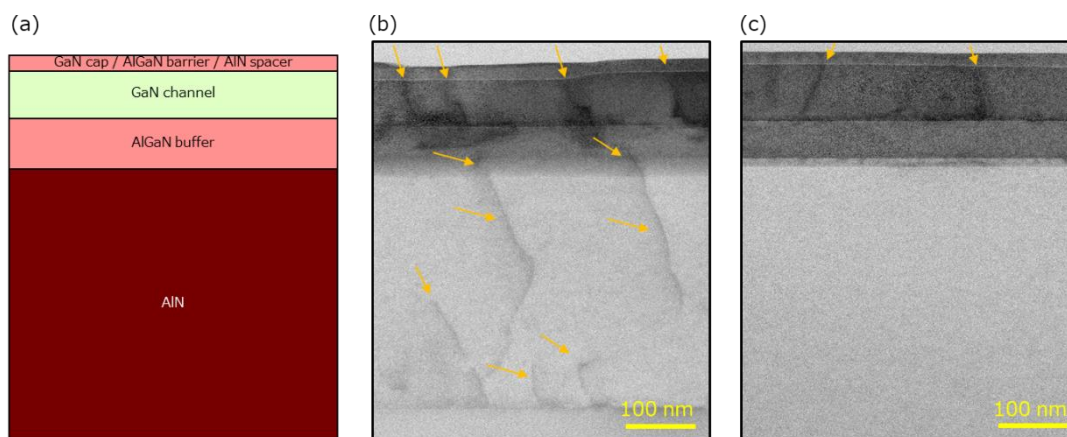 (a)
GaN cap / AlGaN barrier / AlN spacer
GaN channel
AlGaN buffer
AlN
(b)
100 nm
(c)
100 nm